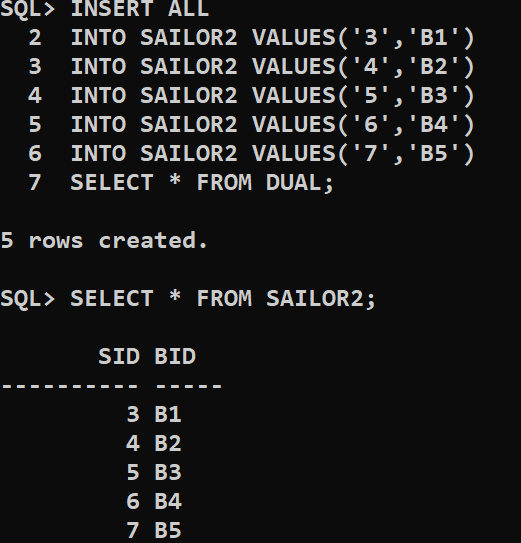 SQL> INSERT ALL
  2  INTO SAILOR2 VALUES('3','B1')
  3  INTO SAILOR2 VALUES('4','B2')
  4  INTO SAILOR2 VALUES('5','B3')
  5  INTO SAILOR2 VALUES('6','B4')
  6  INTO SAILOR2 VALUES('7','B5')
  7  SELECT * FROM DUAL;

5 rows created.

SQL> SELECT * FROM SAILOR2;

       SID BID
---------- -----
         3 B1
         4 B2
         5 B3
         6 B4
         7 B5